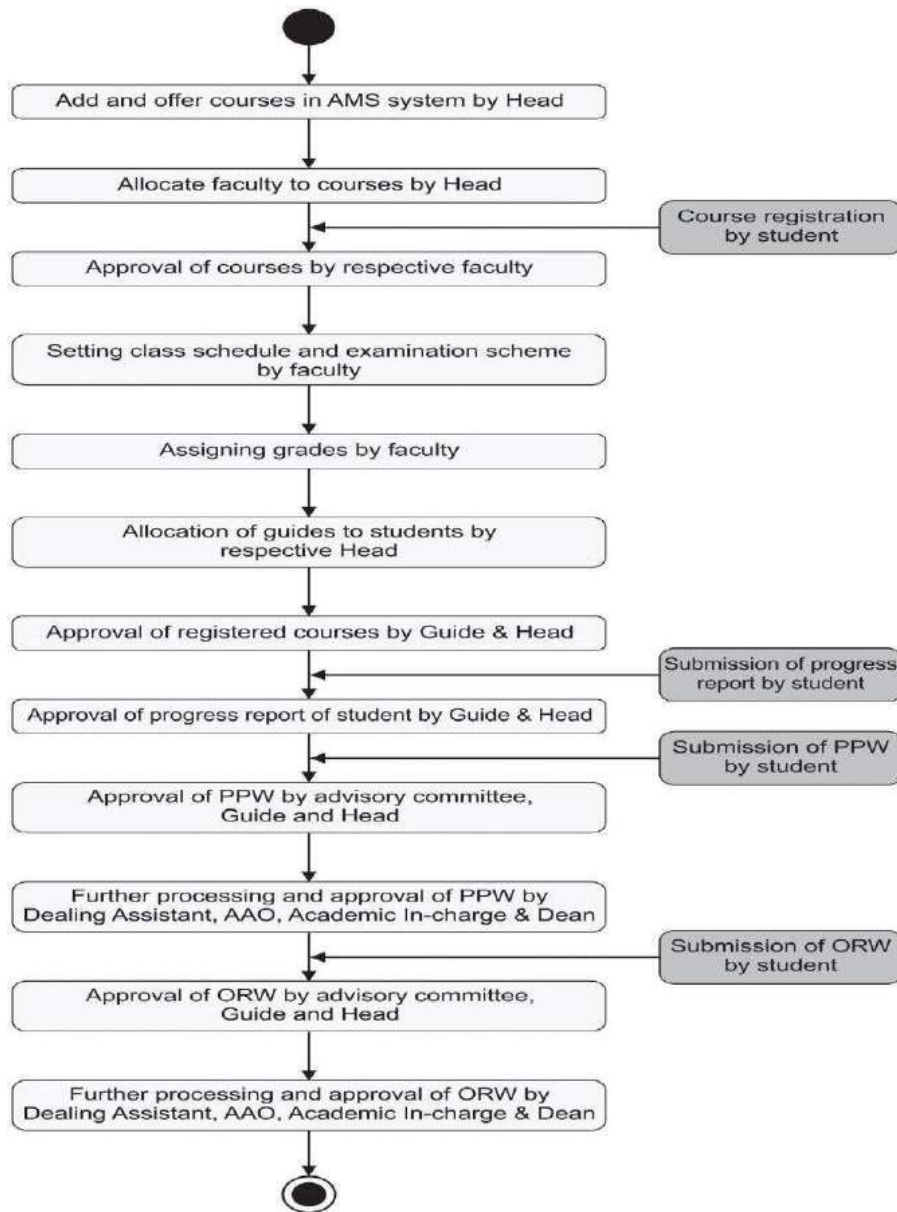 Add and offer courses in AMS system by Head
Allocate faculty to courses by Head
Course registration
by student
Approval of courses by respective faculty
Setting class schedule and examination scheme
by faculty
Assigning grades by faculty
Allocation of guides to students by
respective Head
Approval of registered courses by Guide & Head
Submission of progress
report by student
Approval of progress report of student by Guide & Head
Submission of PPW
by student
Approval of PPW by advisory committee,
Guide and Head
Further processing and approval of PPW by
Dealing Assistant, AAO, Academic In-charge & Dean
Submission of ORW
by student
Approval of ORW by advisory committee,
Guide and Head
Further processing and approval of ORW by
Dealing Assistant, AAO, Academic In-charge & Dean